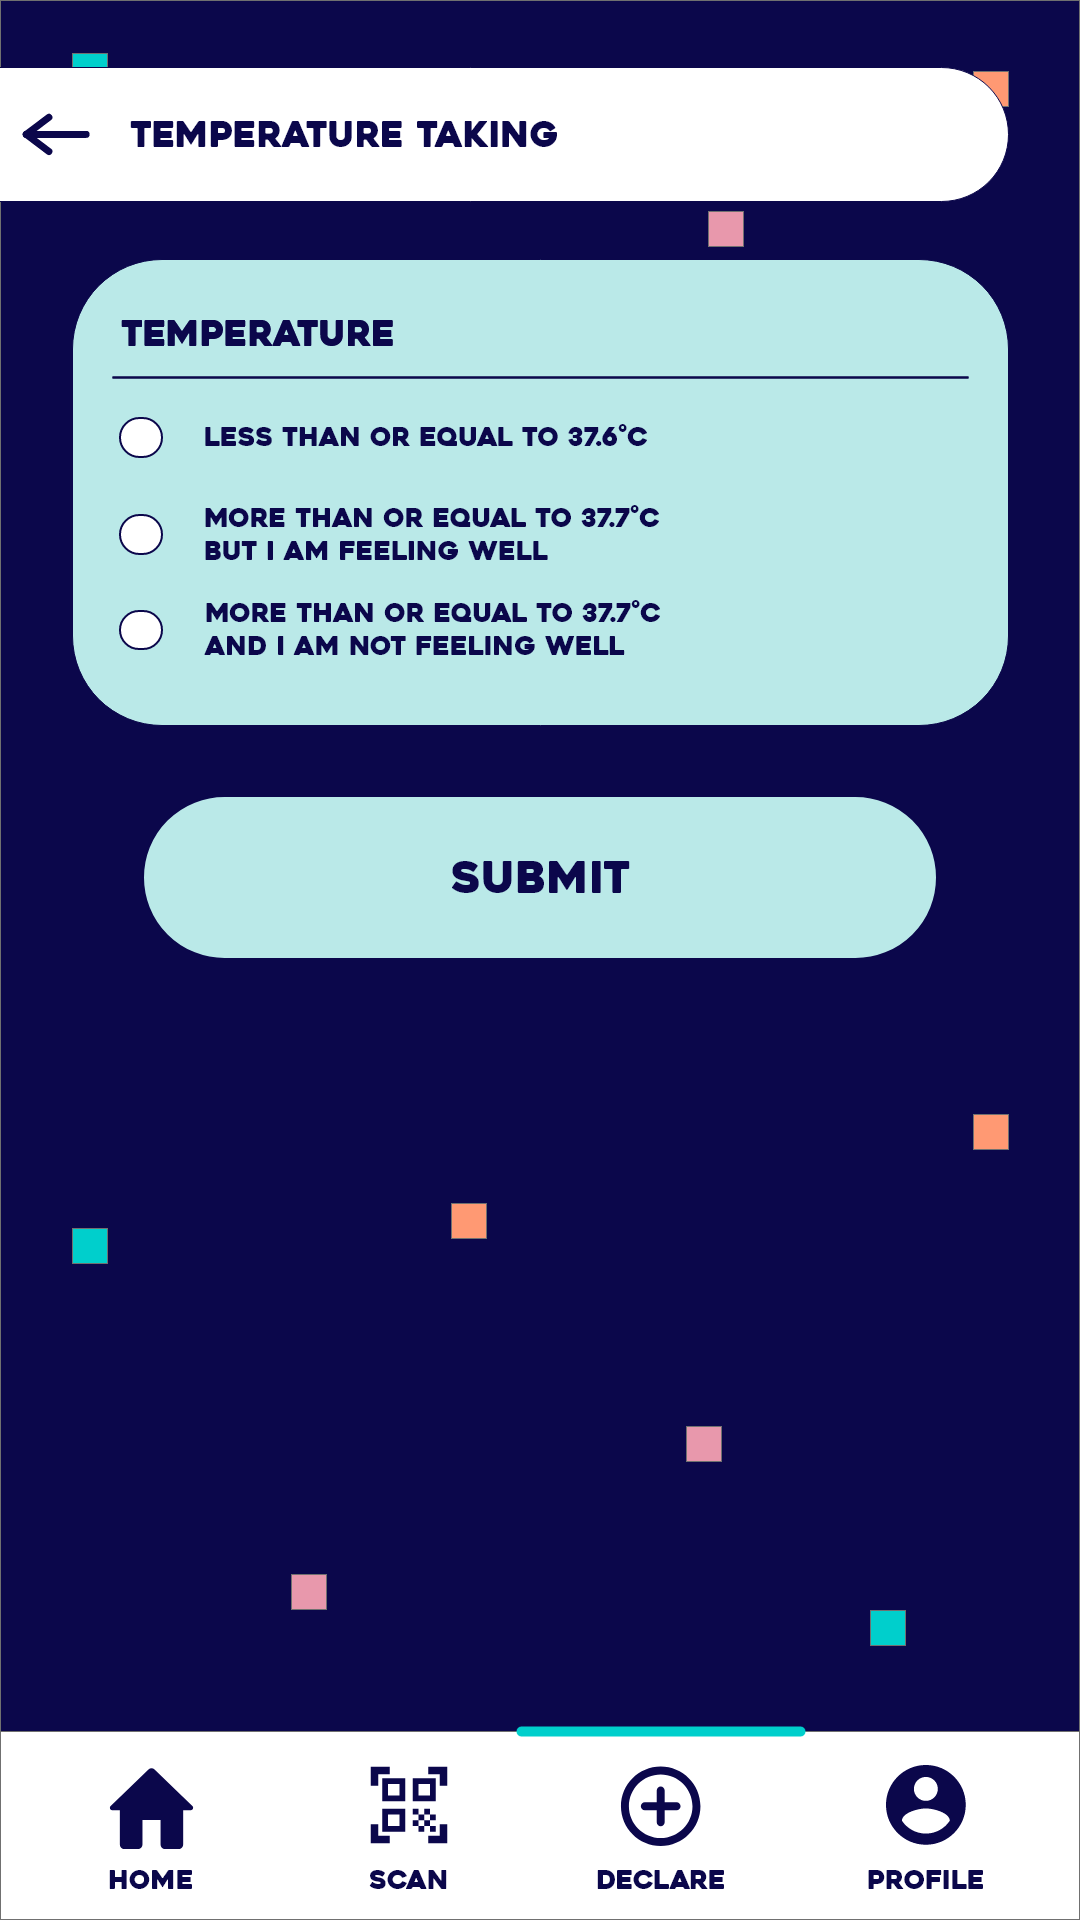 TEMPERATURE TAKING
TEMPERATURE
LESS THAN OR EQUAL TO 37.6°C
MORE THAN OR EQUAL TO 37.7°C
BUT I AM FEELING WELL
MORE THAN OR EQUAL TO 37.7°C
AND I AM NOT FEELING WELL
SUBMIT
HOME
SCAN
DECLARE
PROFILE